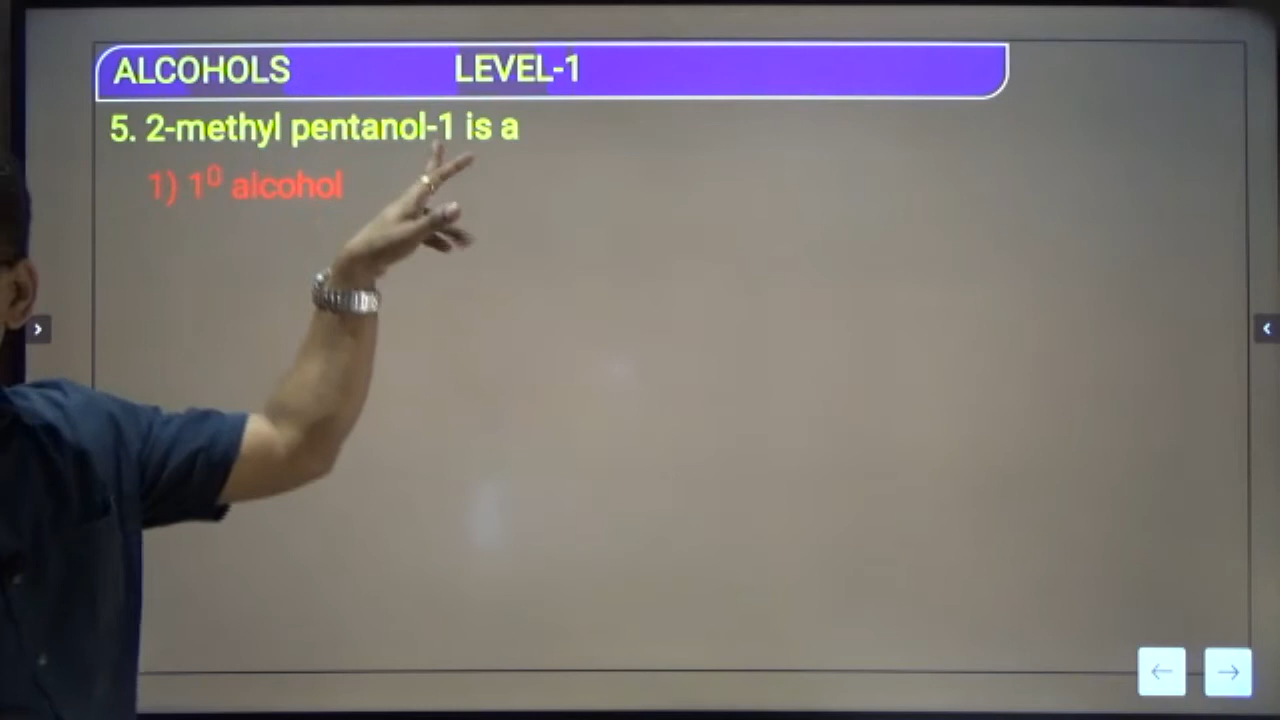 ALCOHOLS LEVEL-1
5. 2-methyl pentanol-1 is a
1) 1⁰ alcohol